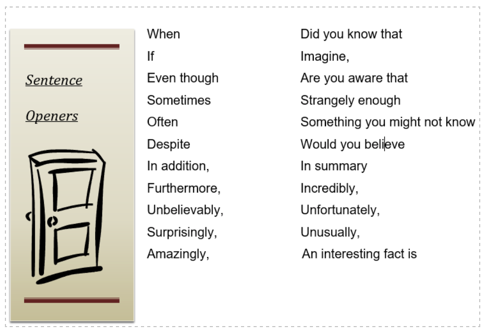 Sentence
Openers
When
If
Even though
Sometimes
Often
Despite
In addition,
Furthermore,
Unbelievably,
Surprisingly,
Amazingly,
Did you know that
Imagine,
Are you aware that
Strangely enough
Something you might not know
Would you believe
In summary
Incredibly,
Unfortunately,
Unusually,
An interesting fact is